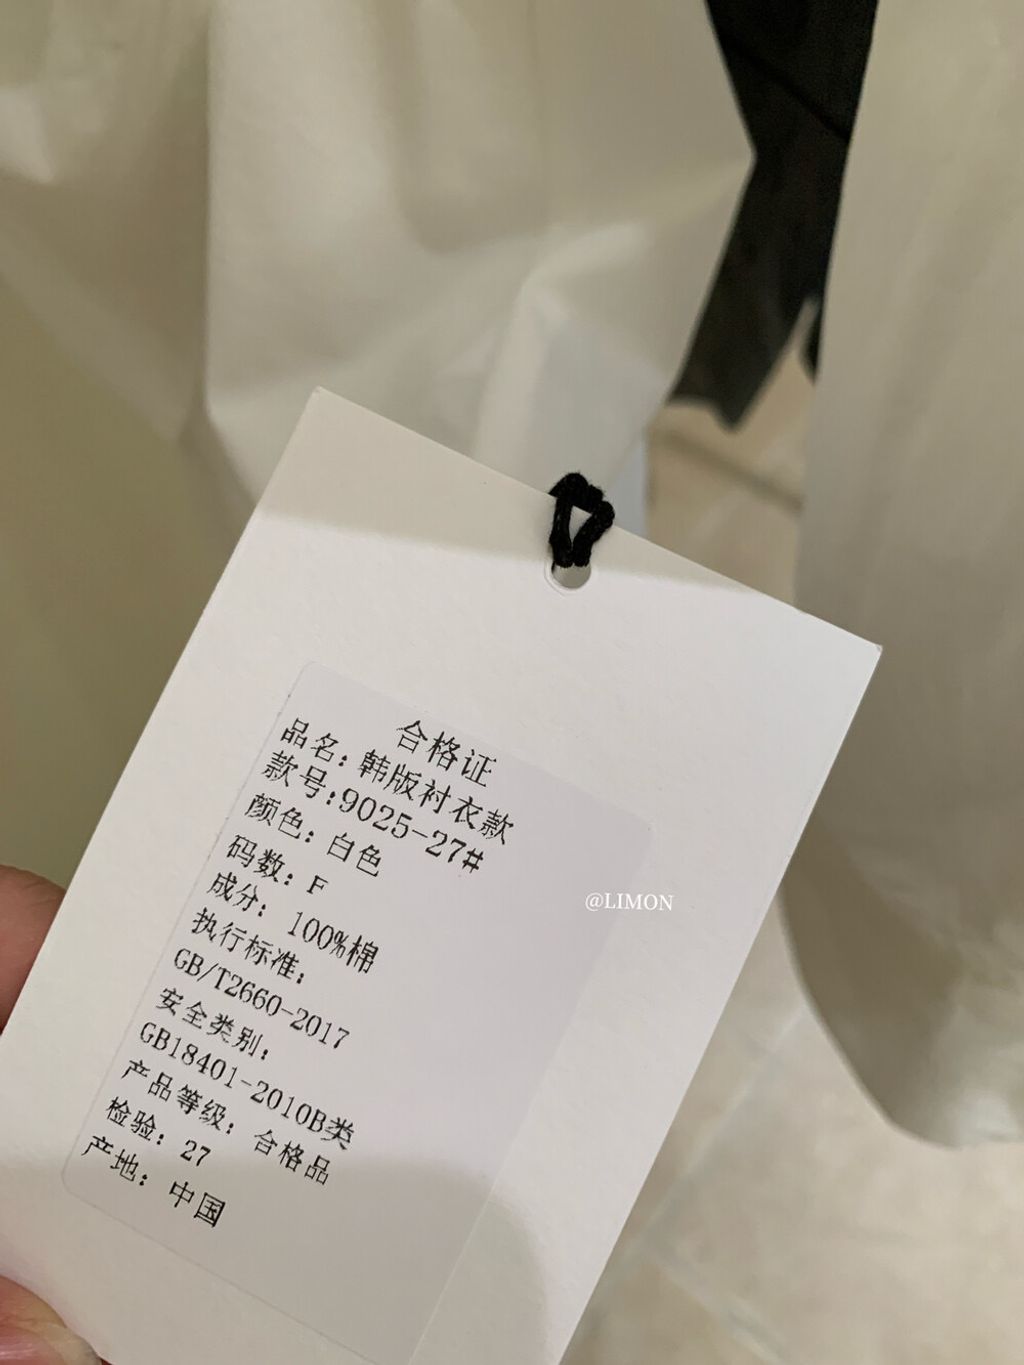 合格证
品名：韩版衬衣款
款号:9025-27#
颜色：白色
码数：F
成分：100%棉
执行标准：
GB/T2660-2017
安全类别：
GB18401-2010B类
产品等级：合格品
检验：27
产地：中国
@LIMON